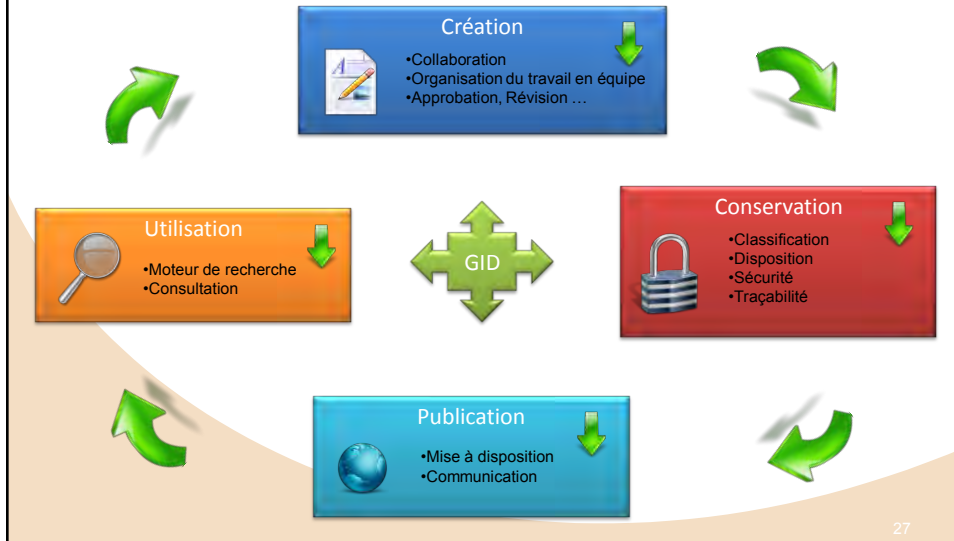 Création
•Collaboration
•Organisation du travail en équipe
•Approbation, Révision …
Utilisation
•Moteur de recherche
•Consultation
GID
Conservation
•Classification
•Disposition
•Sécurité
•Traçabilité
Publication
•Mise à disposition
•Communication
27